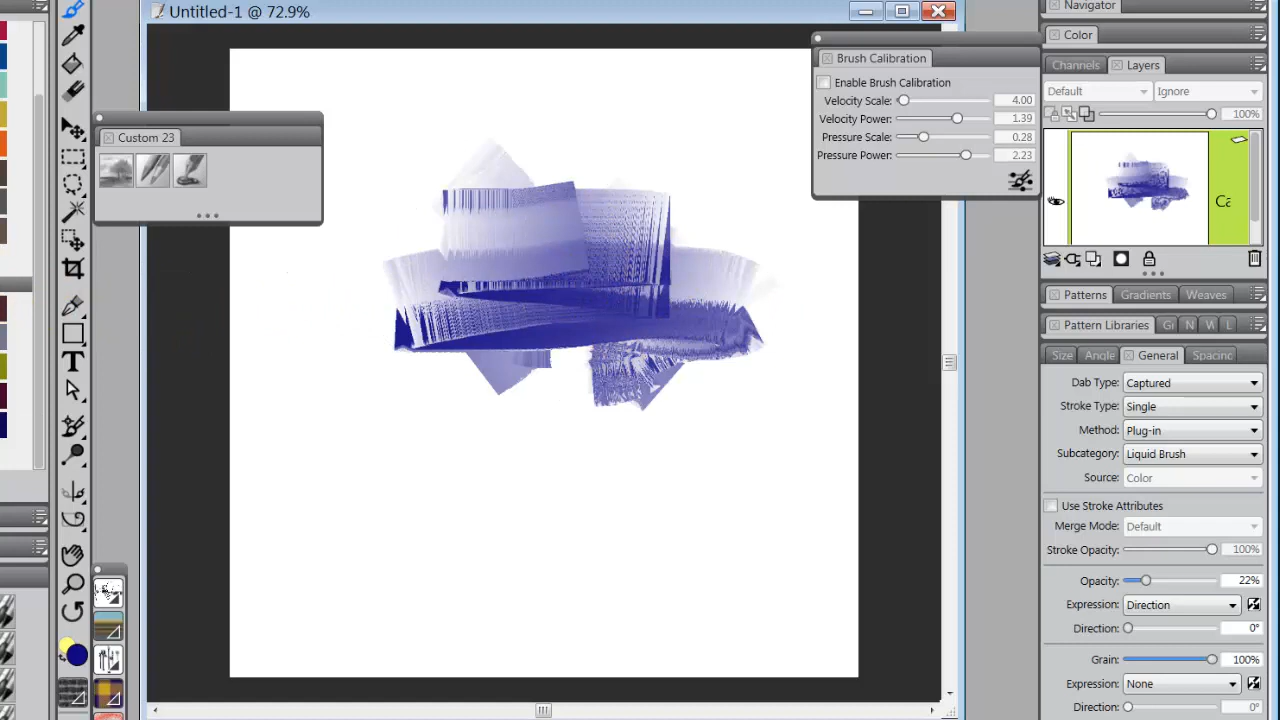 Untitled-1 @ 72.9%
Navigator
Color
Brush Calibration
Enable Brush Calibration
Velocity Scale: 4.00
Velocity Power: 1.39
Pressure Scale: 0.28
Pressure Power: 2.23
Custom 23
Channels Layers
Default Ignore
100%
Ca
Patterns Gradients Weaves
Pattern Libraries Gr N W L
Size Angle General Spacing
Dab Type: Captured
Stroke Type: Single
Method: Plug-in
Subcategory: Liquid Brush
Source: Color
Use Stroke Attributes
Merge Mode: Default
Stroke Opacity: 100%
Opacity: 22%
Expression: Direction
Direction: 0°
Grain: 100%
Expression: None
Direction: 0°
T